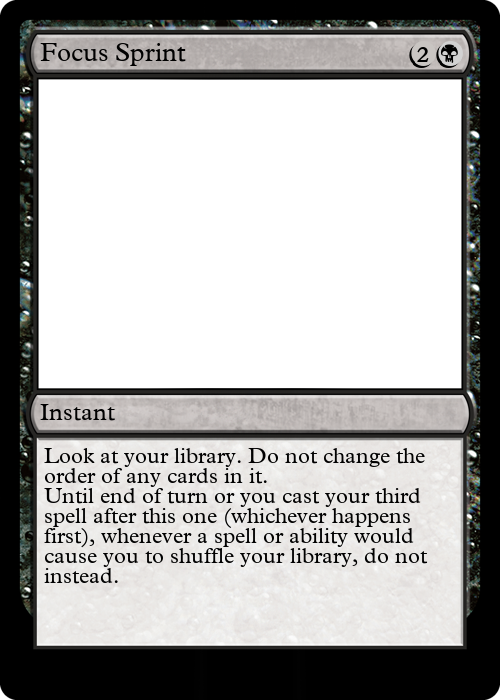 Focus Sprint 2
Instant
Look at your library. Do not change the
order of any cards in it.
Until end of turn or you cast your third
spell after this one (whichever happens
first), whenever a spell or ability would
cause you to shuffle your library, do not
instead.